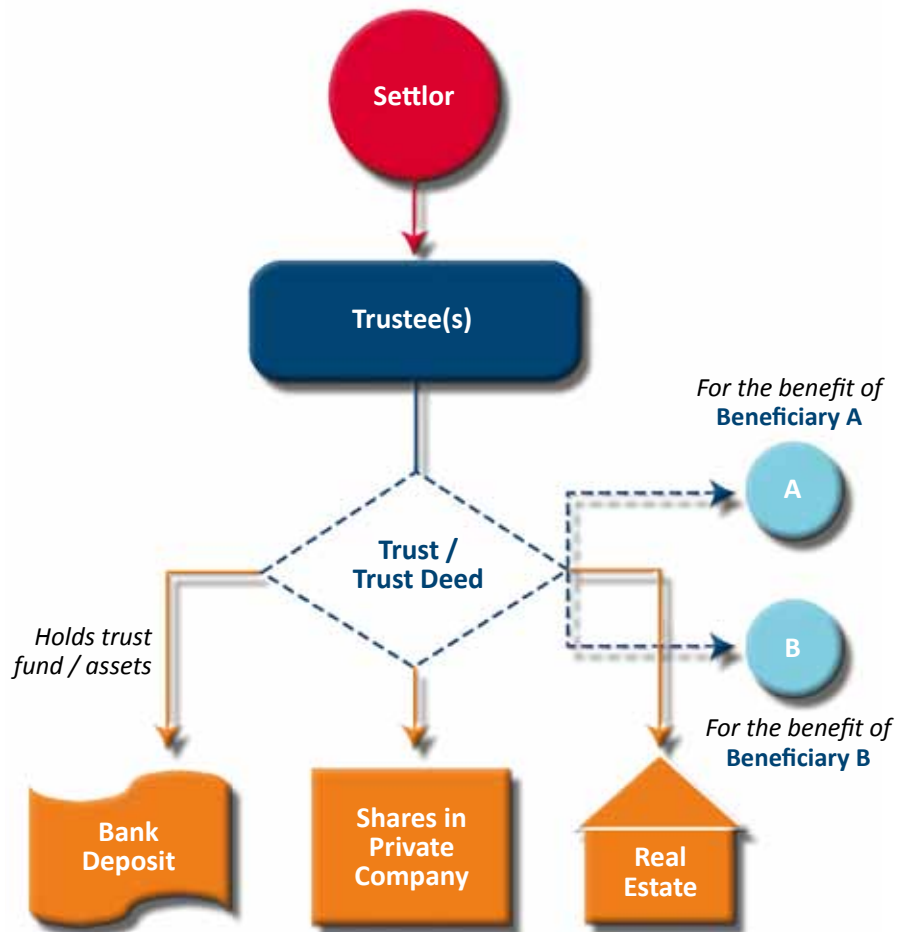 Settlor
Trustee(s)
For the benefit of
Beneficiary A
A
Trust /
Trust Deed
Holds trust
fund / assets
B
For the benefit of
Beneficiary B
Bank
Deposit
Shares in
Private
Company
Real
Estate